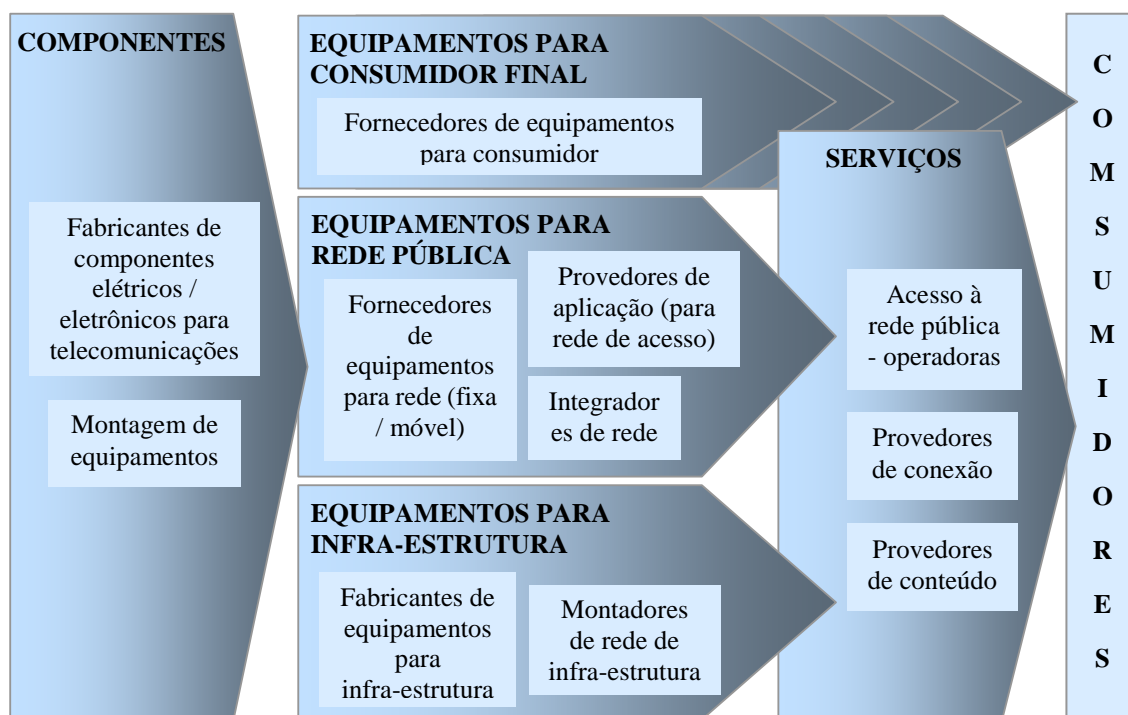 COMPONENTES
Fabricantes de
componentes
elétricos /
eletrônicos para
telecomunicações
Montagem de
equipamentos
EQUIPAMENTOS PARA
CONSUMIDOR FINAL
Fornecedores de equipamentos
para consumidor
EQUIPAMENTOS PARA
REDE PÚBLICA
Fornecedores
de
equipamentos
para rede (fixa
/ móvel)
Provedores de
aplicação (para
rede de acesso)
Integrador
es de rede
EQUIPAMENTOS PARA
INFRA-ESTRUTURA
Fabricantes de
equipamentos
para
infra-estrutura
Montadores
de rede de
infra-estrutura
SERVIÇOS
Acesso à
rede pública
- operadoras
Provedores
de conexão
Provedores
de conteúdo
C
O
M
S
U
M
I
D
O
R
E
S